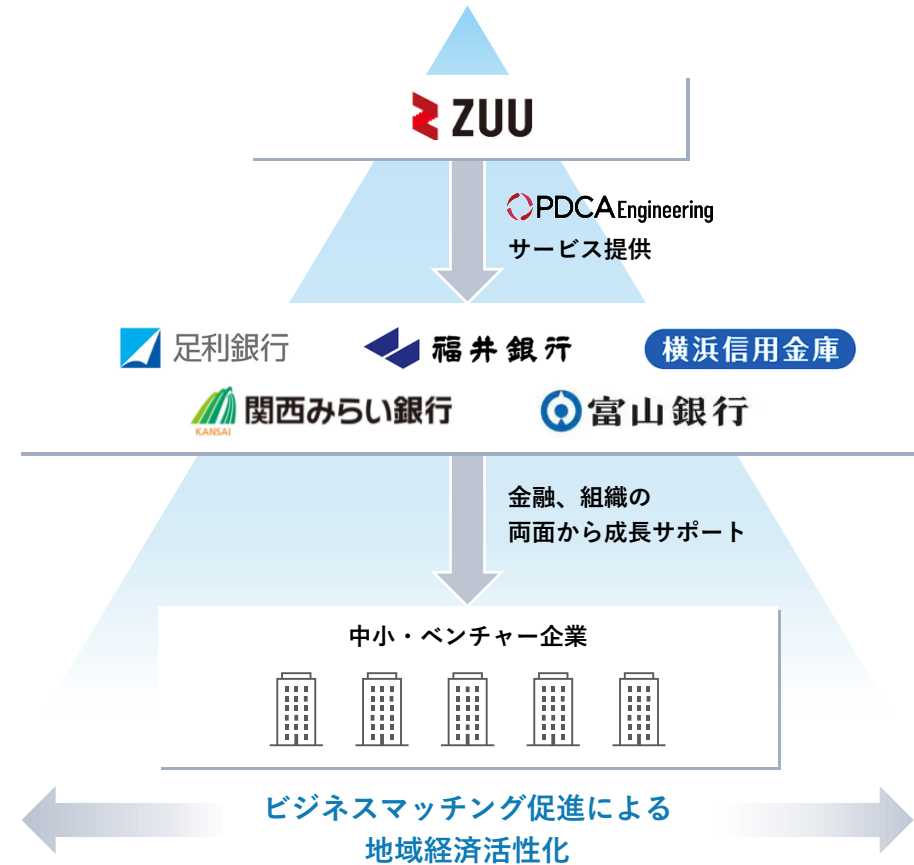 ZUU
PDCA Engineering
サービス提供
足利銀行
福井銀行
横浜信用金庫
KANSAI
関西みらい銀行
富山銀行
金融、組織の
両面から成長サポート
中小・ベンチャー企業
ビジネスマッチング促進による
地域経済活性化